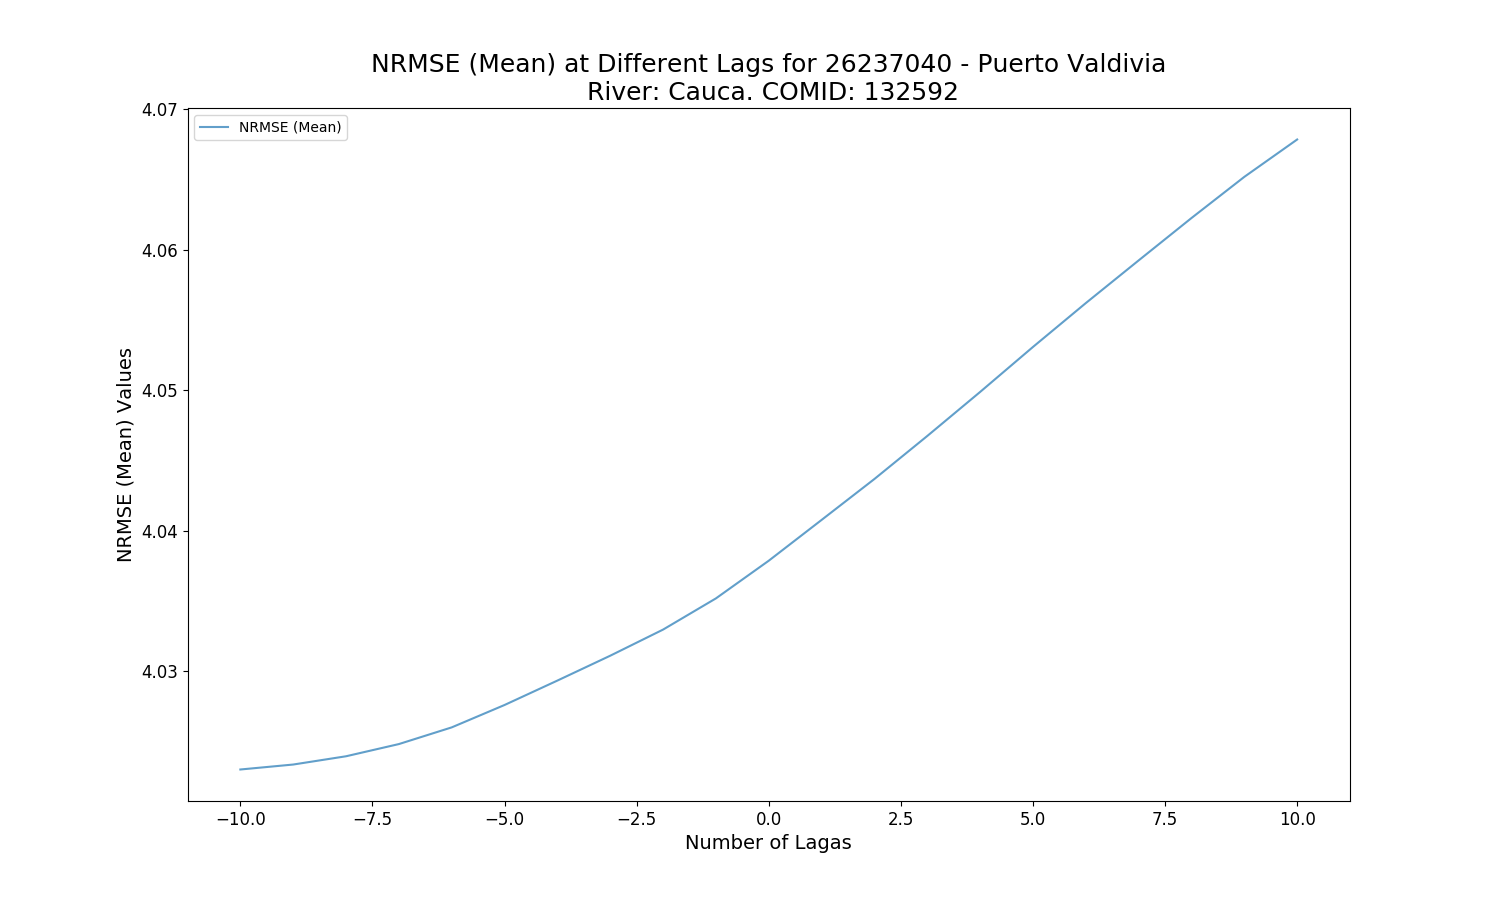 NRMSE (Mean) at Different Lags for 26237040 - Puerto Valdivia
River: Cauca. COMID: 132592
NRMSE (Mean)
4.07
4.06
4.05
4.04
4.03
NRMSE (Mean) Values
−10.0 −7.5 −5.0 −2.5 0.0 2.5 5.0 7.5 10.0
Number of Lagas